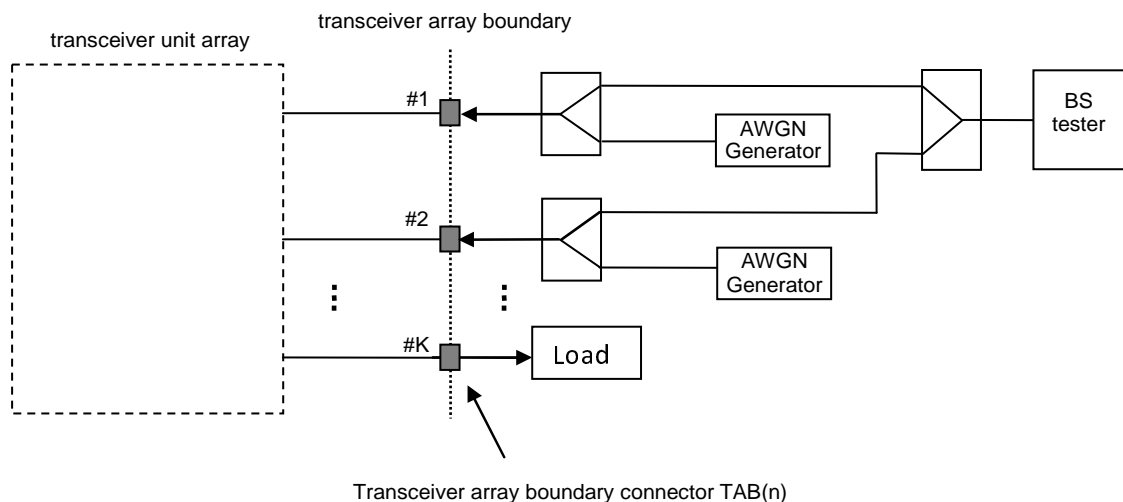 transceiver array boundary
transceiver unit array
#1
BS
tester
AWGN
Generator
#2
AWGN
Generator
#K
Load
Transceiver array boundary connector TAB(n)